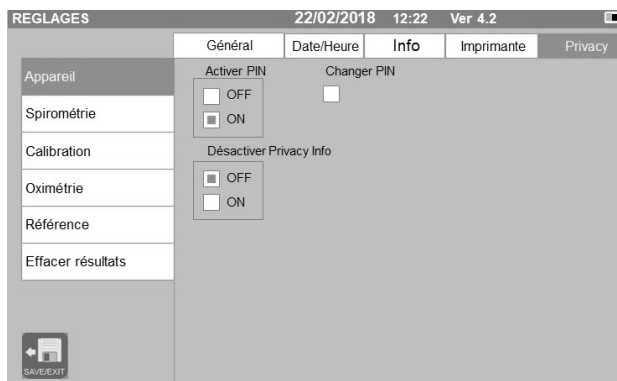 REGLAGES 22/02/2018 12:22 Ver 4.2
Général Date/Heure Info Imprimante Privacy
Appareil
Spirométrie
Calibration
Oximétrie
Référence
Effacer résultats
Activer PIN Changer PIN
OFF
ON
Désactiver Privacy Info
OFF
ON
SAVE/EXIT